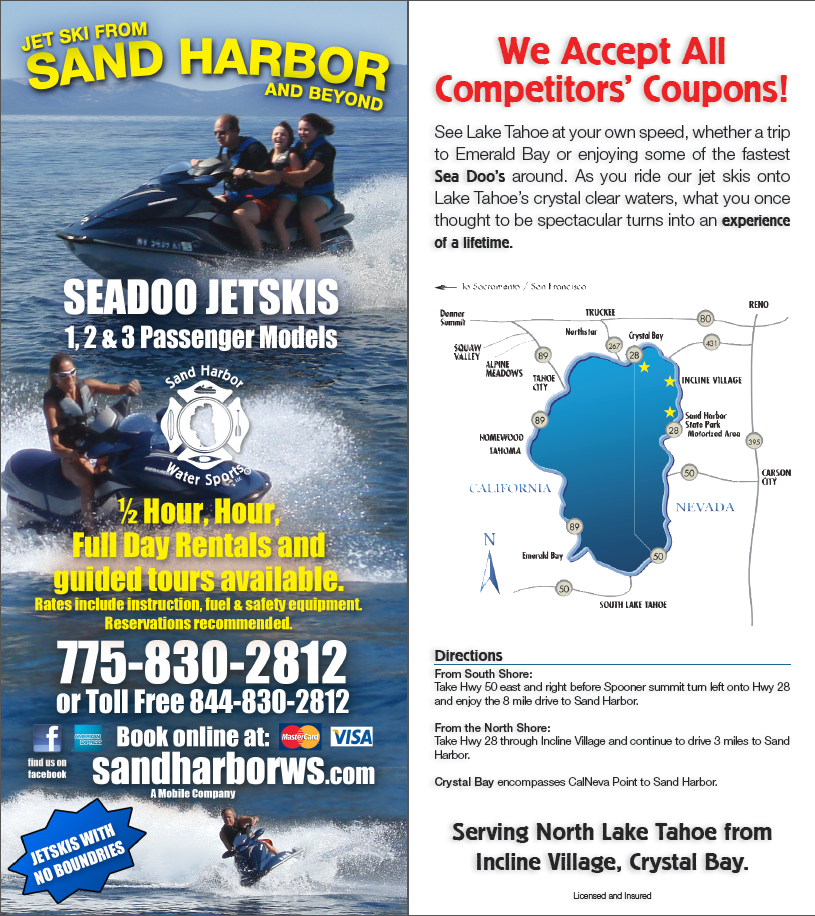 JET SKI FROM
SAND HARBOR
AND BEYOND
SEADOO JETSKIS
1, 2 & 3 Passenger Models
Sand Harbor
Water Sports
½ Hour, Hour,
Full Day Rentals and
guided tours available.
Rates include instruction, fuel & safety equipment.
Reservations recommended.
775-830-2812
or Toll Free 844-830-2812
Book online at:
MasterCard
VISA
AMERICAN
EXPRESS
find us on
facebook
sandharborws.com
A Mobile Company
JETSKIS WITH
NO BOUNDRIES
We Accept All
Competitors' Coupons!
See Lake Tahoe at your own speed, whether a trip
to Emerald Bay or enjoying some of the fastest
Sea Doo's around. As you ride our jet skis onto
Lake Tahoe's crystal clear waters, what you once
thought to be spectacular turns into an experience
of a lifetime.
To Sacramento / San Francisco
Donner
Summit
TRUCKEE
80
RENO
Northstar
267
Crystal Bay
28
431
SQUAW
VALLEY
ALPINE
MEADOWS
89
TAHOE
CITY
INCLINE VILLAGE
Sand Harbor
State Park
Motorized Area
28
395
89
HOMEWOOD
TAHOMA
50
CARSON
CITY
CALIFORNIA
NEVADA
N
89
Emerald Bay
50
50
SOUTH LAKE TAHOE
Directions
From South Shore:
Take Hwy 50 east and right before Spooner summit turn left onto Hwy 28
and enjoy the 8 mile drive to Sand Harbor.
From the North Shore:
Take Hwy 28 through Incline Village and continue to drive 3 miles to Sand
Harbor.
Crystal Bay encompasses CalNeva Point to Sand Harbor.
Serving North Lake Tahoe from
Incline Village, Crystal Bay.
Licensed and Insured